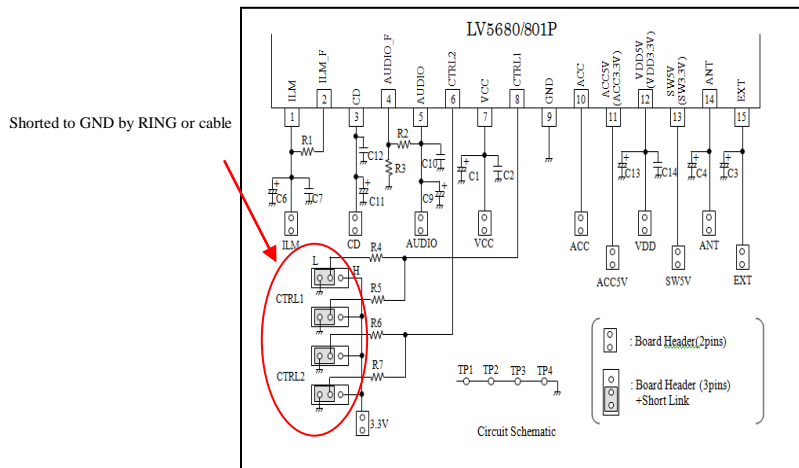 LV5680/801P
ILM
ILM_F
CD
AUDIO_F
AUDIO
CTRL2
VCC
CTRL1
GND
ACC
ACC5V
(ACC3.3V)
VDD5V
(VDD3.3V)
SW5V
(SW3.3V)
ANT
EXT
1
2
3
4
5
6
7
8
9
10
11
12
13
14
15
Shorted to GND by RING or cable
R1
R2
R3
C12
C10
C1
C2
C13
C14
C4
C3
C6
C7
C11
C9
ILM
CD
AUDIO
VCC
ACC
VDD
ANT
ACC5V
SW5V
EXT
L
H
R4
CTRL1
R5
R6
CTRL2
R7
3.3V
TP1 TP2 TP3 TP4
Circuit Schematic
: Board Header(2pins)
: Board Header (3pins)
+Short Link